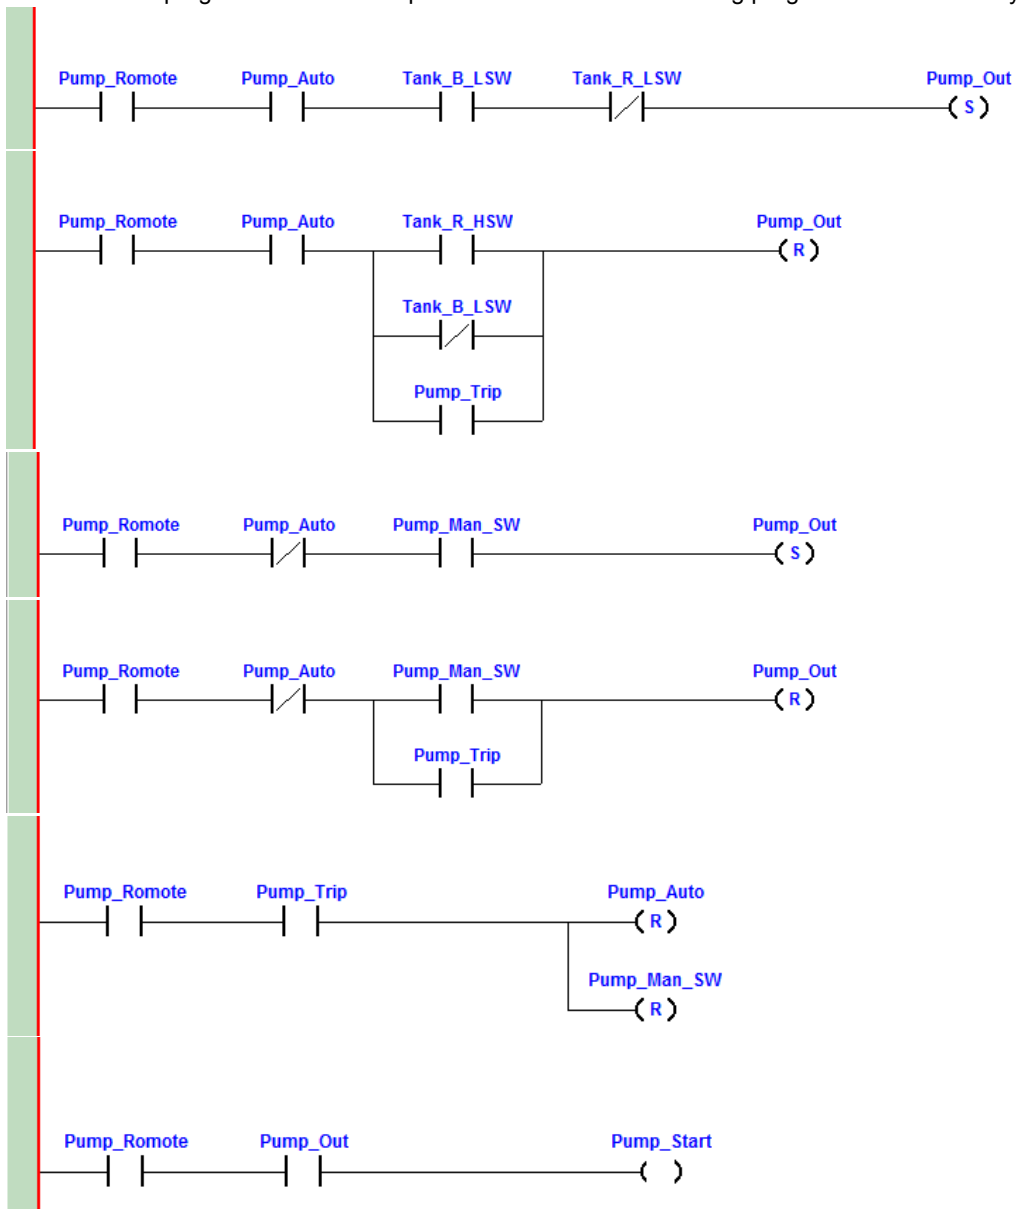 Pump_Romote Pump_Auto Tank_B_LSW Tank_R_LSW Pump_Out
S
Pump_Romote Pump_Auto Tank_R_HSW Pump_Out
R
Tank_B_LSW
Pump_Trip
Pump_Romote Pump_Auto Pump_Man_SW Pump_Out
S
Pump_Romote Pump_Auto Pump_Man_SW Pump_Out
R
Pump_Trip
Pump_Romote Pump_Trip Pump_Auto
R
Pump_Man_SW
R
Pump_Romote Pump_Out Pump_Start